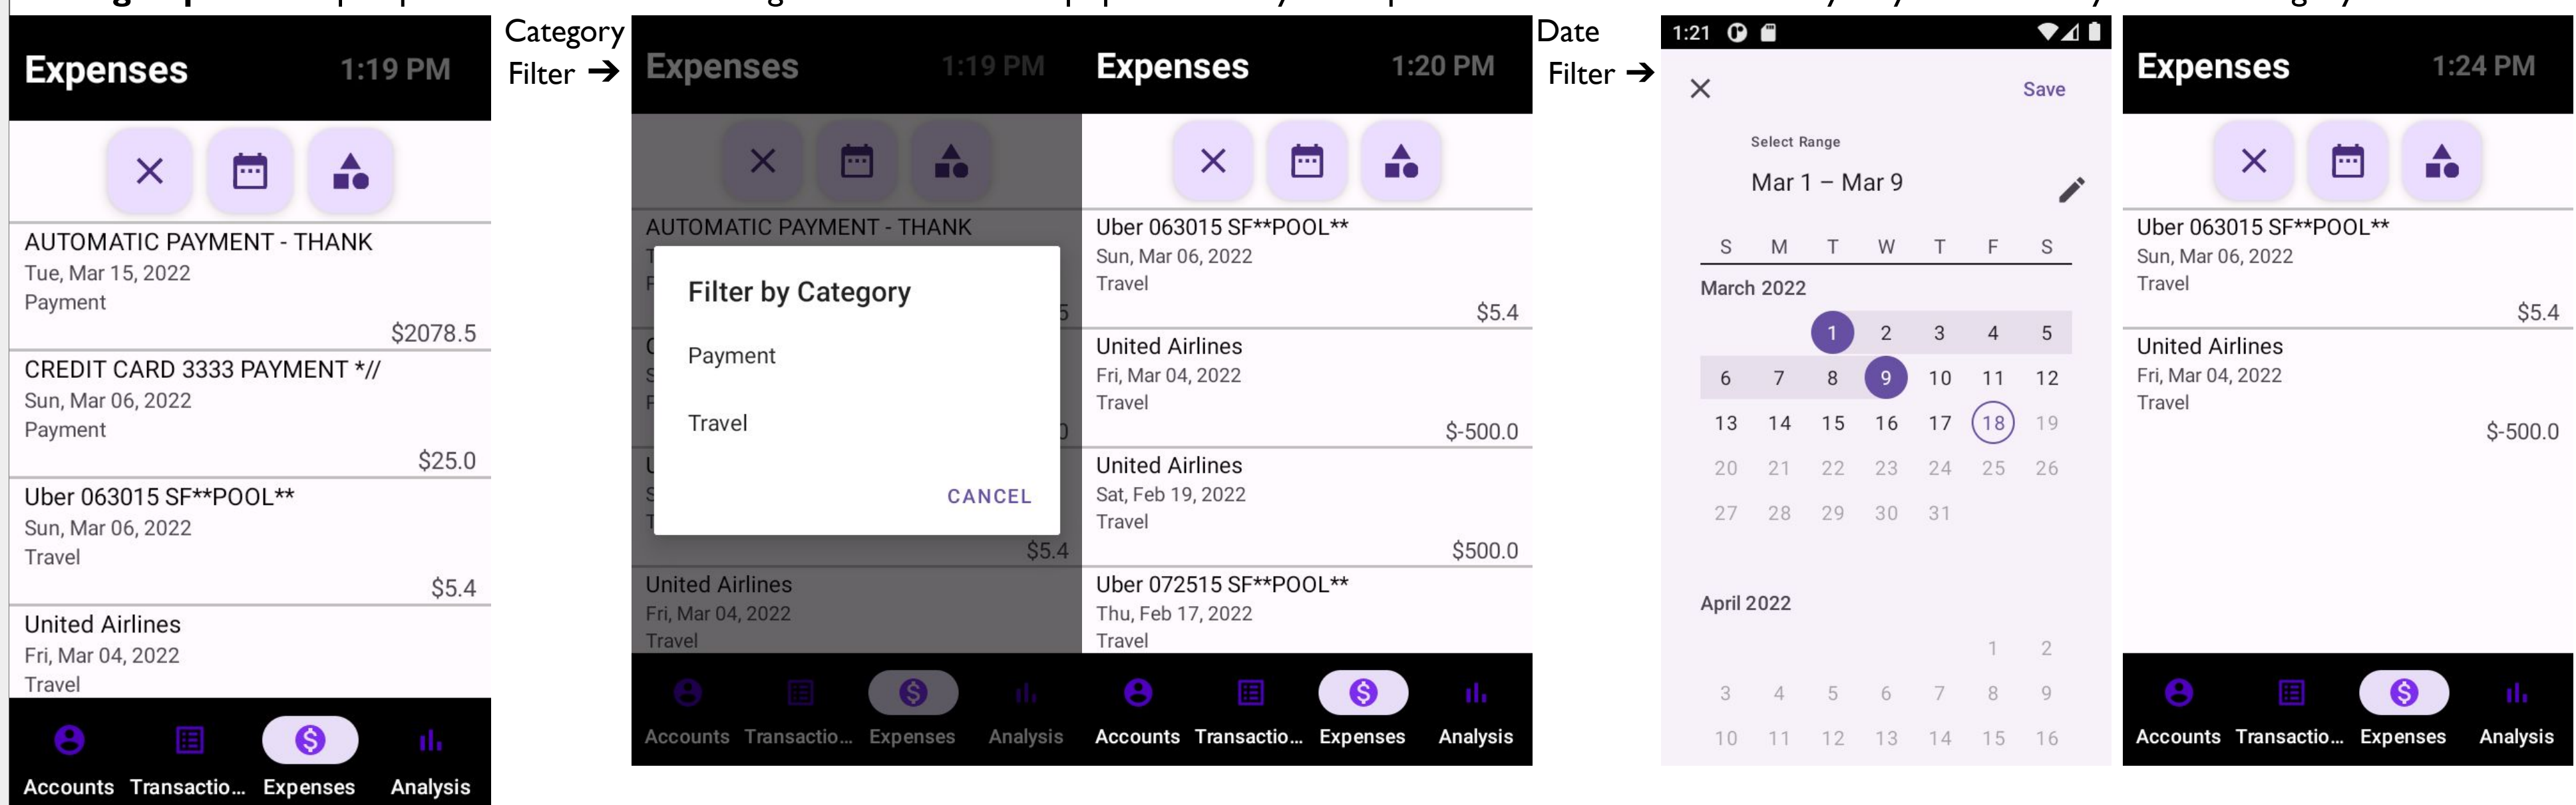 Expenses 1:19 PM
AUTOMATIC PAYMENT - THANK
Tue, Mar 15, 2022
Payment
$2078.5
CREDIT CARD 3333 PAYMENT *//
Sun, Mar 06, 2022
Payment
$25.0
Uber 063015 SF**POOL**
Sun, Mar 06, 2022
Travel
$5.4
United Airlines
Fri, Mar 04, 2022
Travel
Accounts Transactio... Expenses Analysis
Category
Filter ➔
Expenses 1:19 PM
AUTOMATIC PAYMENT - THANK
Filter by Category
Payment
Travel
CANCEL
$5.4
United Airlines
Fri, Mar 04, 2022
Travel
Accounts Transactio... Expenses Analysis
Expenses 1:20 PM
Uber 063015 SF**POOL**
Sun, Mar 06, 2022
Travel
$5.4
United Airlines
Fri, Mar 04, 2022
Travel
$-500.0
United Airlines
Sat, Feb 19, 2022
Travel
$500.0
Uber 072515 SF**POOL**
Thu, Feb 17, 2022
Travel
Accounts Transactio... Expenses Analysis
Date
Filter ➔
1:21
Save
Select Range
Mar 1 – Mar 9
S M T W T F S
March 2022
1 2 3 4 5
6 7 8 9 10 11 12
13 14 15 16 17 18 19
20 21 22 23 24 25 26
27 28 29 30 31
April 2022
1 2
3 4 5 6 7 8 9
10 11 12 13 14 15 16
Expenses 1:24 PM
Uber 063015 SF**POOL**
Sun, Mar 06, 2022
Travel
$5.4
United Airlines
Fri, Mar 04, 2022
Travel
$-500.0
Accounts Transactio... Expenses Analysis